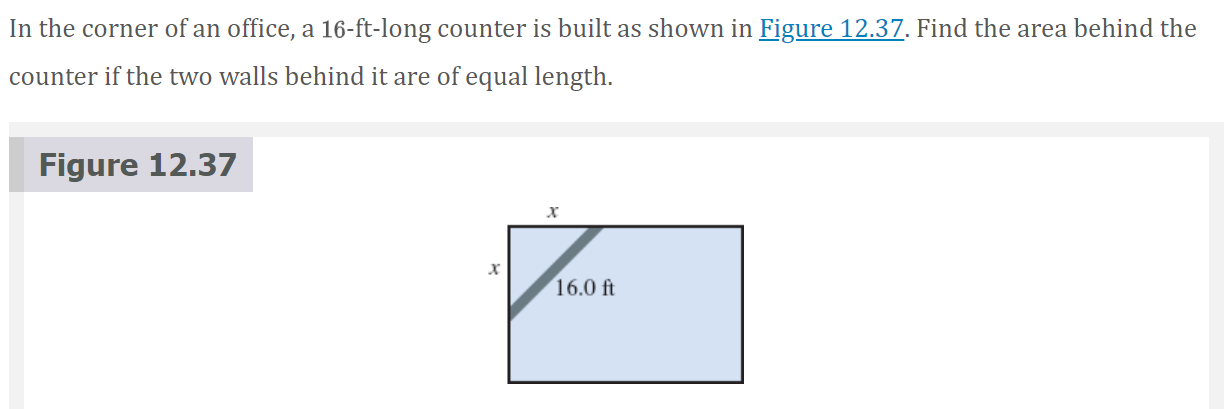 In the corner of an office, a 16-ft-long counter is built as shown in Figure 12.37. Find the area behind the
counter if the two walls behind it are of equal length.
Figure 12.37
x
x
16.0 ft